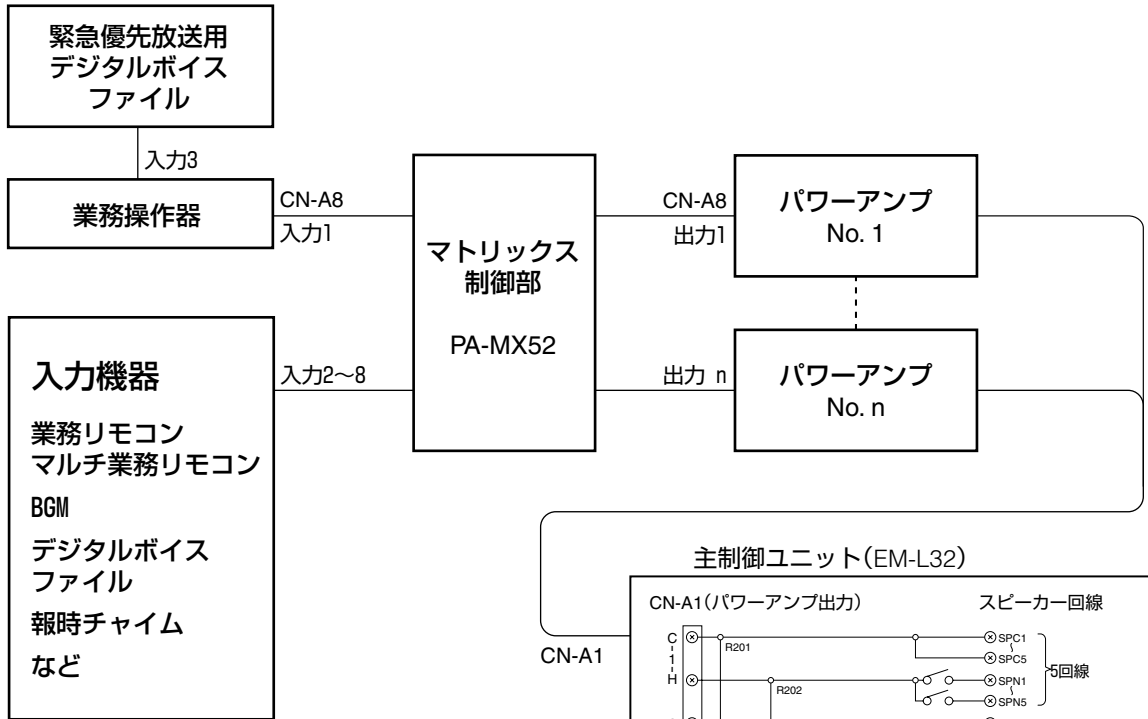 緊急優先放送用
デジタルボイス
ファイル
入力3
業務操作器
CN-A8
入力1
マトリックス
制御部
PA-MX52
CN-A8
出力1
パワーアンプ
No. 1
入力機器
業務リモコン
マルチ業務リモコン
BGM
デジタルボイス
ファイル
報時チャイム
など
入力2〜8
出力 n
パワーアンプ
No. n
主制御ユニット(EM-L32)
CN-A1(パワーアンプ出力)
スピーカー回線
CN-A1
C
1
H
R201
R202
SPC1
〜
SPC5
SPN1
〜
SPN5
5回線